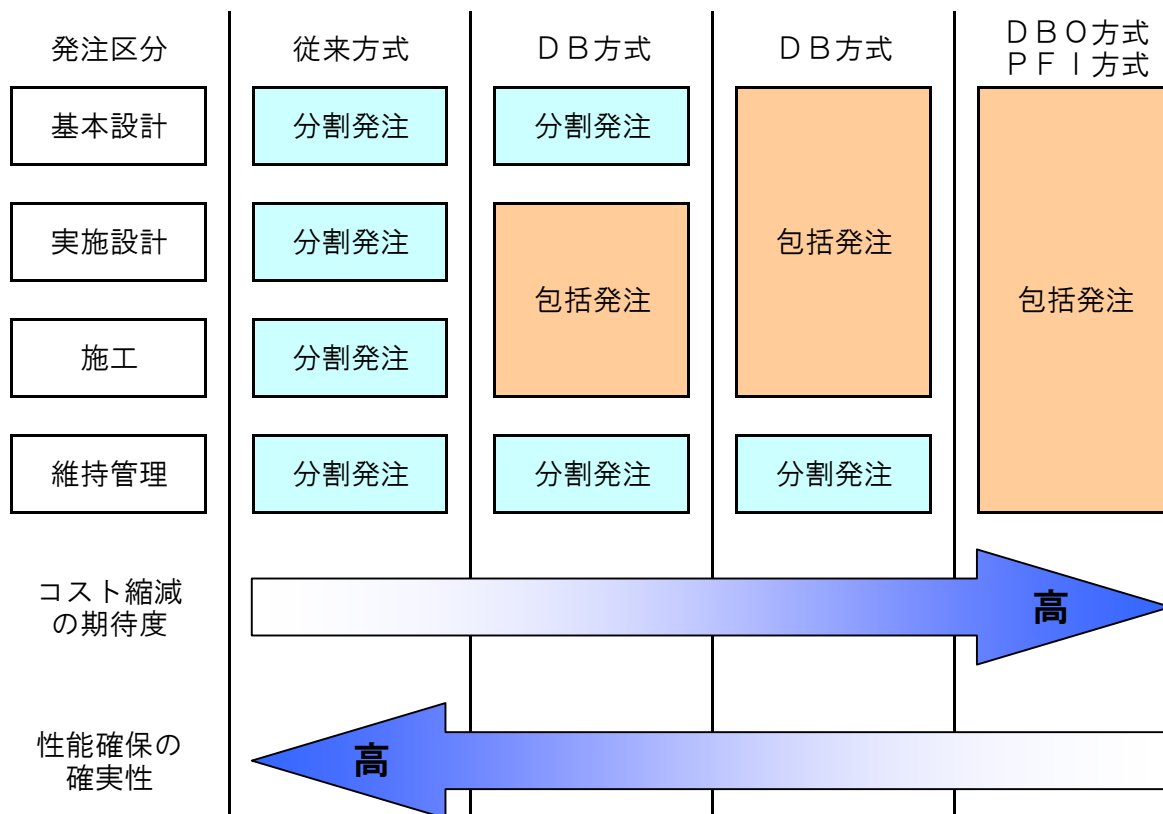 発注区分
従来方式
ＤＢ方式
ＤＢ方式
ＤＢＯ方式
ＰＦＩ方式
基本設計
分割発注
分割発注
包括発注
包括発注
実施設計
分割発注
包括発注
施工
分割発注
維持管理
分割発注
分割発注
分割発注
コスト縮減
の期待度
高
性能確保の
確実性
高